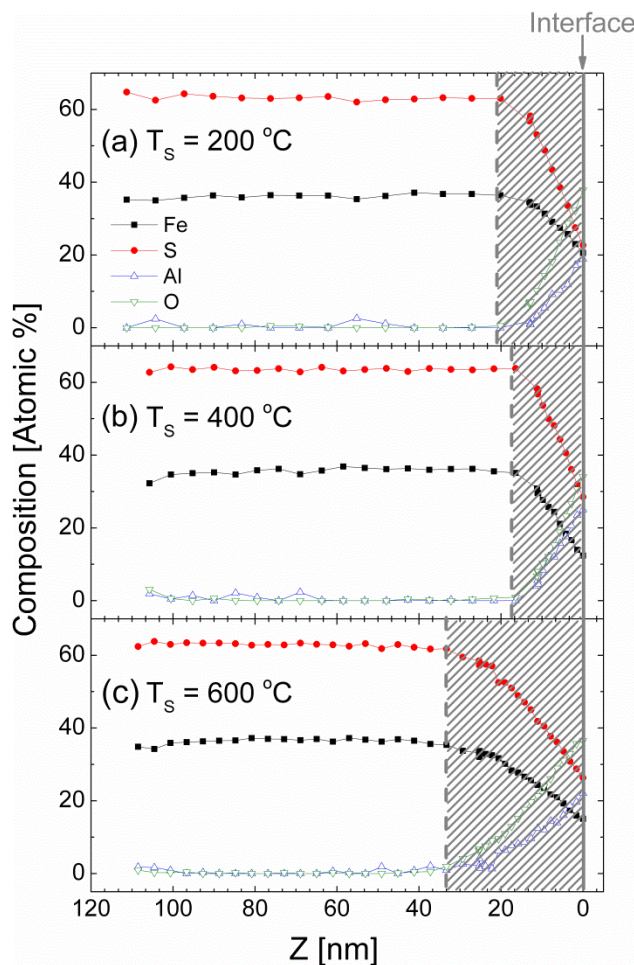 Interface
60
40
20
0
(a) T_S = 200 °C
Fe
S
Al
O
60
40
20
0
(b) T_S = 400 °C
60
40
20
0
(c) T_S = 600 °C
Composition [Atomic %]
120 100 80 60 40 20 0
Z [nm]